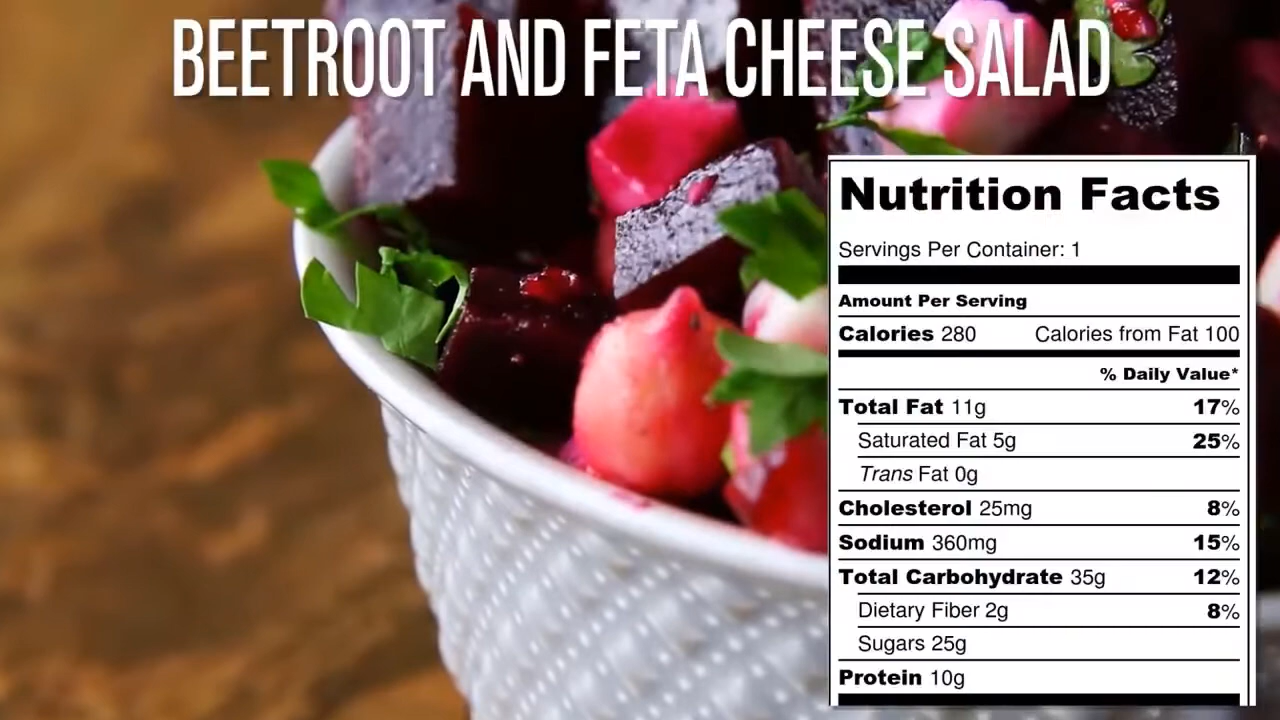 BEETROOT AND FETA CHEESE SALAD
Nutrition Facts
Servings Per Container: 1
Amount Per Serving
Calories 280 Calories from Fat 100
% Daily Value*
Total Fat 11g 17%
Saturated Fat 5g 25%
Trans Fat 0g
Cholesterol 25mg 8%
Sodium 360mg 15%
Total Carbohydrate 35g 12%
Dietary Fiber 2g 8%
Sugars 25g
Protein 10g